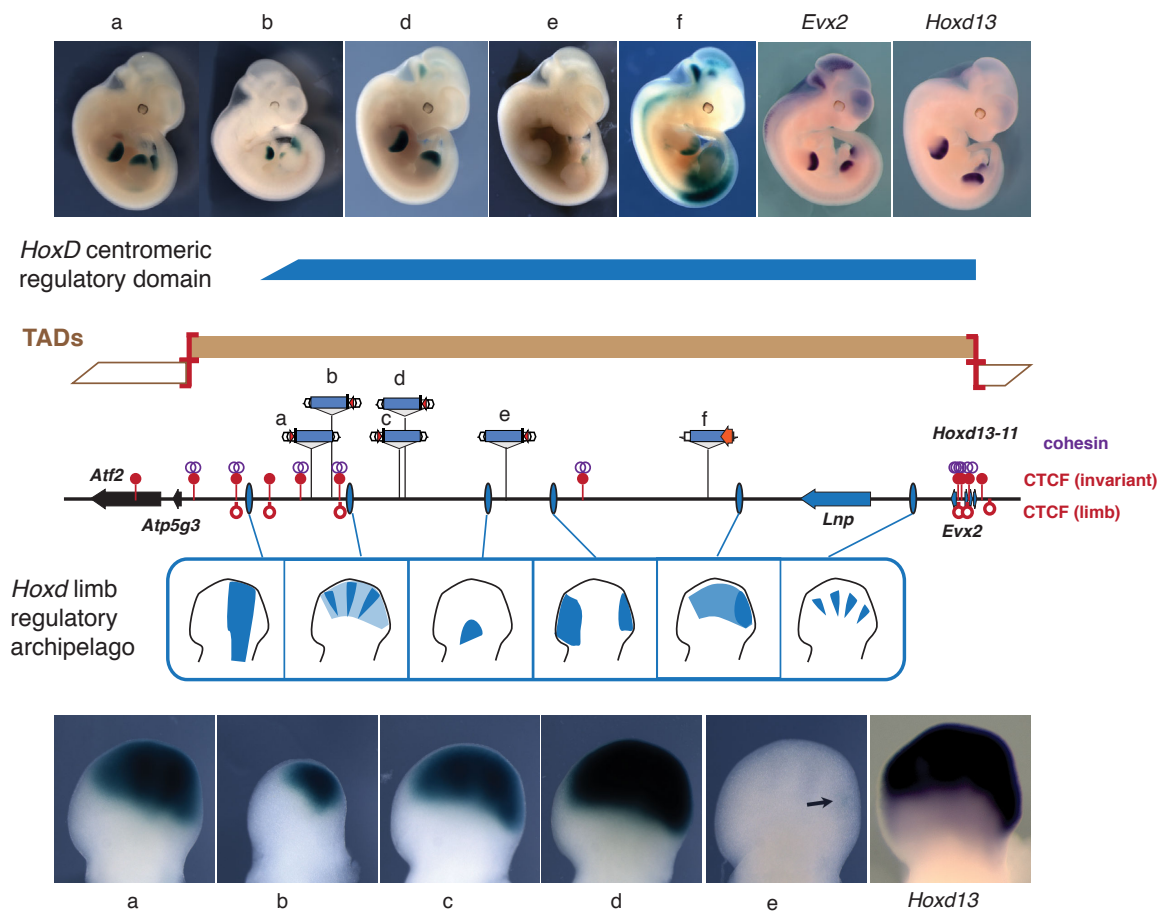 a b d e f Evx2 Hoxd13
HoxD centromeric
regulatory domain
TADs
b d
a c e f
Hoxd13-11
cohesin
Atf2
CTCF (invariant)
Atp5g3
Lnp
Evx2
CTCF (limb)
Hoxd limb
regulatory
archipelago
a b c d e Hoxd13